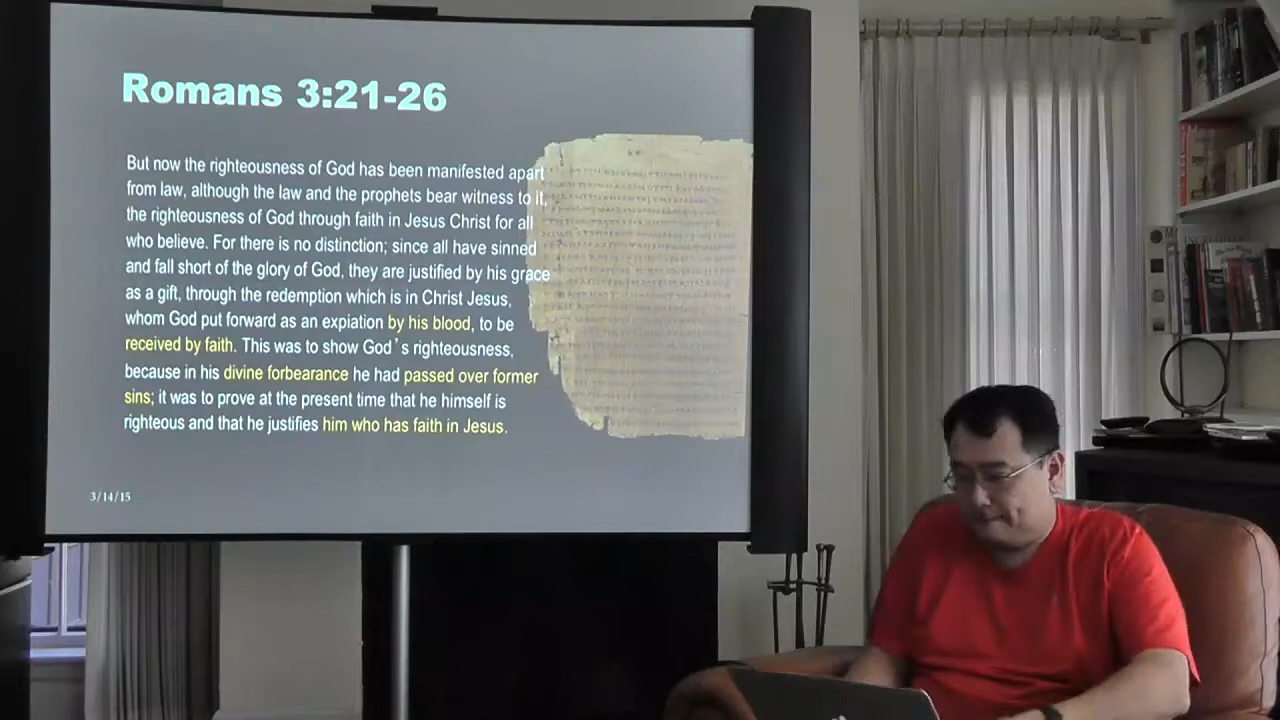 Romans 3:21-26
But now the righteousness of God has been manifested apart
from law, although the law and the prophets bear witness to it,
the righteousness of God through faith in Jesus Christ for all
who believe. For there is no distinction; since all have sinned
and fall short of the glory of God, they are justified by his grace
as a gift, through the redemption which is in Christ Jesus,
whom God put forward as an expiation by his blood, to be
received by faith. This was to show God’s righteousness,
because in his divine forbearance he had passed over former
sins; it was to prove at the present time that he himself is
righteous and that he justifies him who has faith in Jesus.
3/14/15